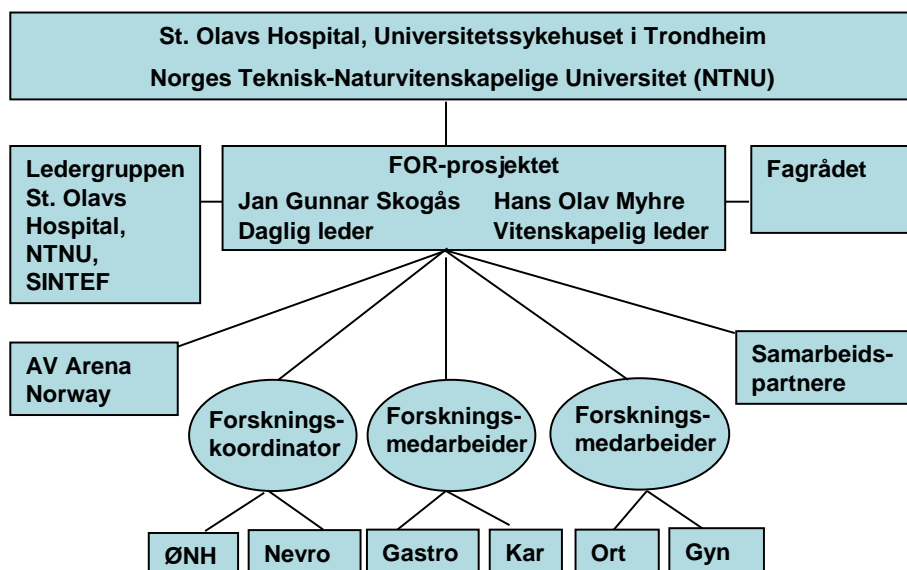 St. Olavs Hospital, Universitetssykehuset i Trondheim
Norges Teknisk-Naturvitenskapelige Universitet (NTNU)
Ledergruppen
St. Olavs
Hospital,
NTNU,
SINTEF
FOR-prosjektet
Jan Gunnar Skogås
Daglig leder
Hans Olav Myhre
Vitenskapelig leder
Fagrådet
AV Arena
Norway
Samarbeids-
partnere
Forsknings-
koordinator
Forsknings-
medarbeider
Forsknings-
medarbeider
ØNH
Nevro
Gastro
Kar
Ort
Gyn